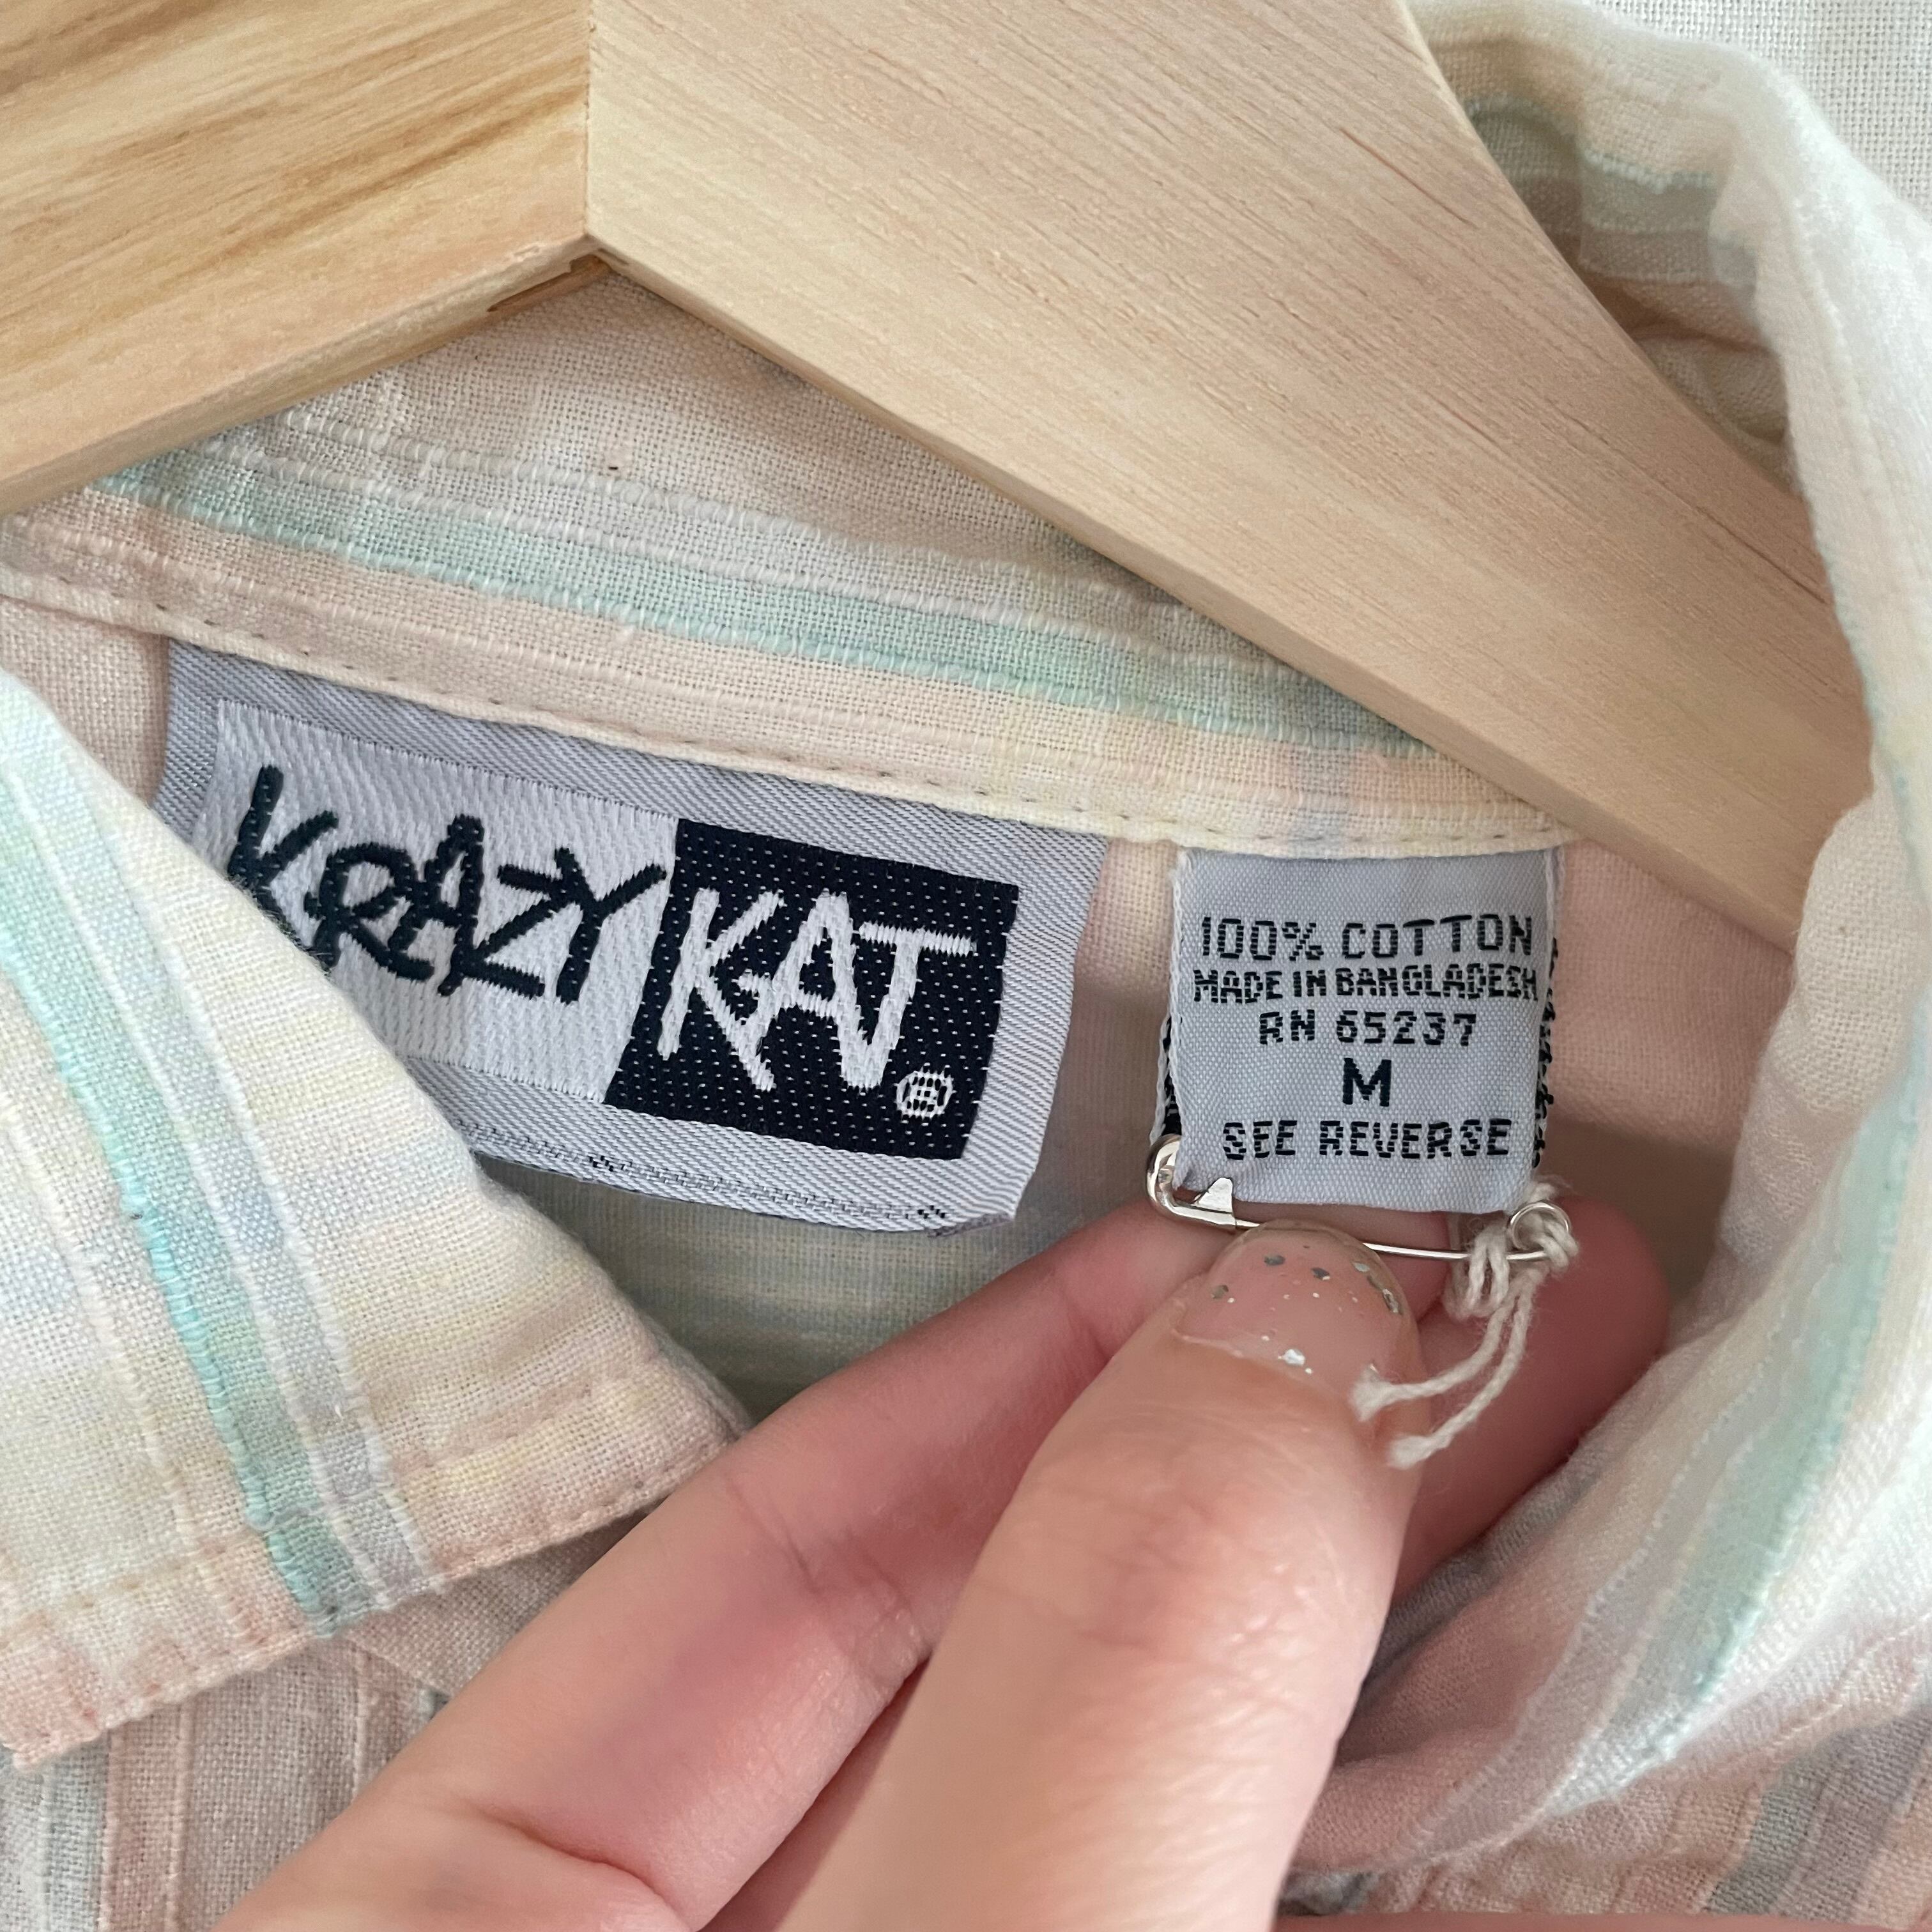 KRAZY KAT ®
100% COTTON
MADE IN BANGLADESH
RN 65237
M
SEE REVERSE